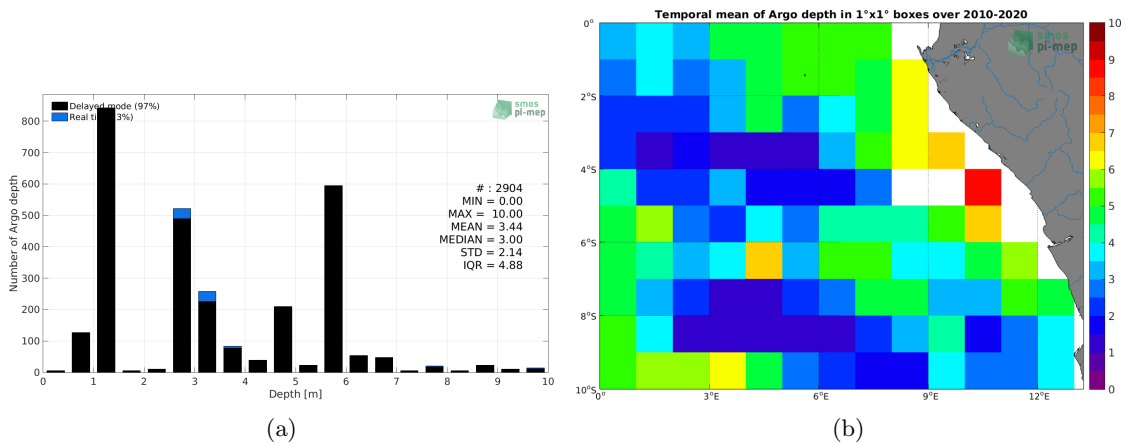 Delayed mode (97%)
Real ti 3%)
smos
pi-mep
800
700
600
500
400
300
200
100
0
Number of Argo depth
# : 2904
MIN = 0.00
MAX = 10.00
MEAN = 3.44
MEDIAN = 3.00
STD = 2.14
IQR = 4.88
0 1 2 3 4 5 6 7 8 9 10
Depth [m]
(a)
Temporal mean of Argo depth in 1°x1° boxes over 2010-2020
smos
pi-mep
0°
2°S
4°S
6°S
8°S
10°S
0° 3°E 6°E 9°E 12°E
10
9
8
7
6
5
4
3
2
1
0
(b)